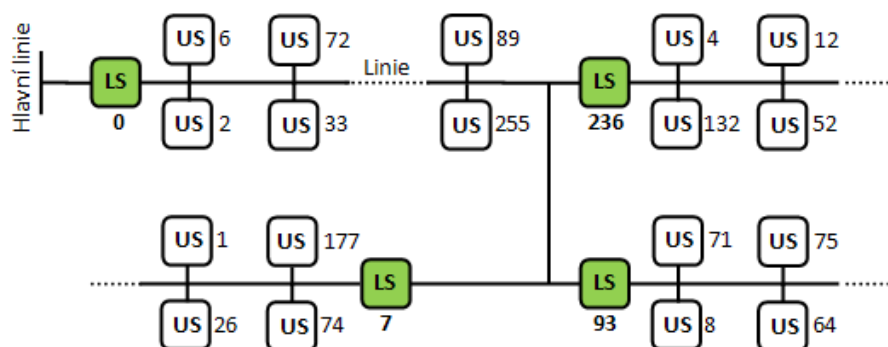 US 6
US 72
US 89
US 4
US 12
Hlavní linie
LS
Linie
LS
0
US 2
US 33
US 255
236
US 132
US 52
US 1
US 177
US 71
US 75
LS
LS
US 26
US 74
7
93
US 8
US 64